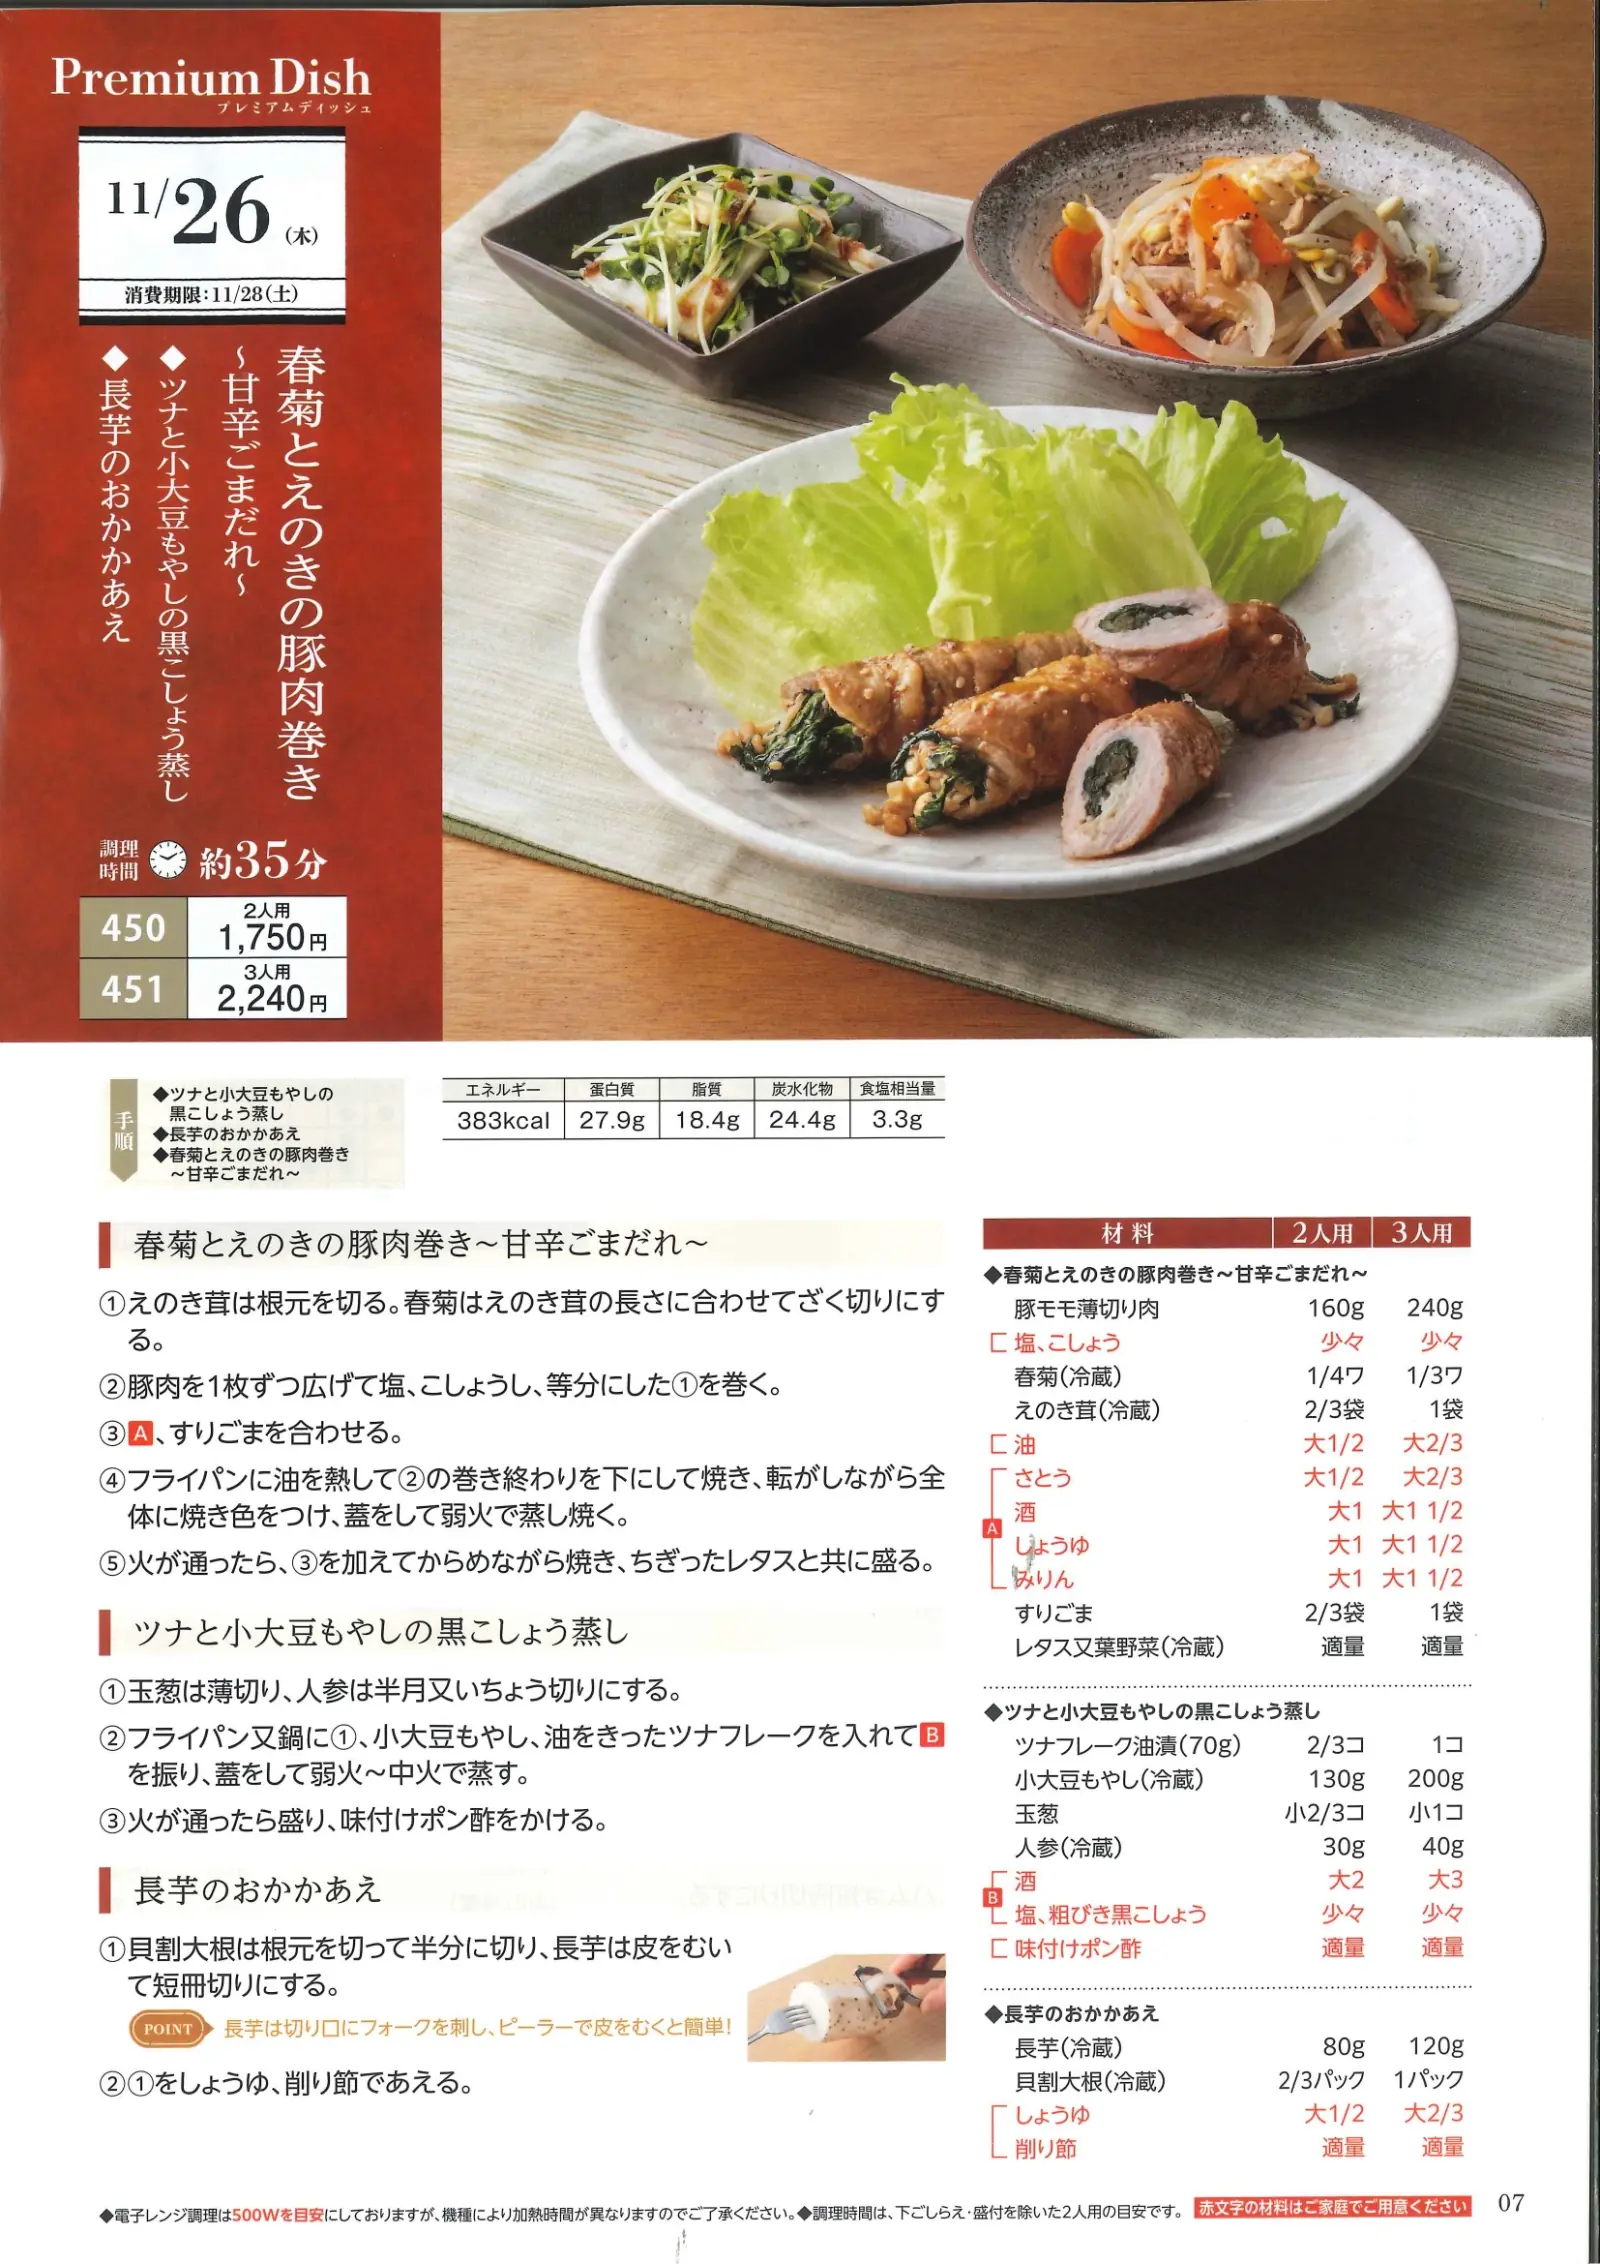 Premium Dish
プレミアムディッシュ
11/26(木)
消費期限:11/28(土)
春菊とえのきの豚肉巻き
～甘辛ごまだれ～
◆ツナと小大豆もやしの黒こしょう蒸し
◆長芋のおかかあえ
調理時間 約35分
450 2人用 1,750円
451 3人用 2,240円
手順
◆ツナと小大豆もやしの
黒こしょう蒸し
◆長芋のおかかあえ
◆春菊とえのきの豚肉巻き
～甘辛ごまだれ～
エネルギー 蛋白質 脂質 炭水化物 食塩相当量
383kcal 27.9g 18.4g 24.4g 3.3g
春菊とえのきの豚肉巻き～甘辛ごまだれ～
①えのき茸は根元を切る。春菊はえのき茸の長さに合わせてざく切りにす
る。
②豚肉を1枚ずつ広げて塩、こしょうし、等分にした①を巻く。
③A、すりごまを合わせる。
④フライパンに油を熱して②の巻き終わりを下にして焼き、転がしながら全
体に焼き色をつけ、蓋をして弱火で蒸し焼く。
⑤火が通ったら、③を加えてからめながら焼き、ちぎったレタスと共に盛る。
ツナと小大豆もやしの黒こしょう蒸し
①玉葱は薄切り、人参は半月又いちょう切りにする。
②フライパン又鍋に①、小大豆もやし、油をきったツナフレークを入れてB
を振り、蓋をして弱火～中火で蒸す。
③火が通ったら盛り、味付けポン酢をかける。
長芋のおかかあえ
①貝割大根は根元を切って半分に切り、長芋は皮をむい
て短冊切りにする。
POINT 長芋は切り口にフォークを刺し、ピーラーで皮をむくと簡単!
②①をしょうゆ、削り節であえる。
材料 2人用 3人用
◆春菊とえのきの豚肉巻き～甘辛ごまだれ～
豚モモ薄切り肉 160g 240g
塩、こしょう 少々 少々
春菊(冷蔵) 1/4ワ 1/3ワ
えのき茸(冷蔵) 2/3袋 1袋
油 大1/2 大2/3
さとう 大1/2 大2/3
酒 大1 大1 1/2
A
しょうゆ 大1 大1 1/2
みりん 大1 大1 1/2
すりごま 2/3袋 1袋
レタス又葉野菜(冷蔵) 適量 適量
◆ツナと小大豆もやしの黒こしょう蒸し
ツナフレーク油漬(70g) 2/3コ 1コ
小大豆もやし(冷蔵) 130g 200g
玉葱 小2/3コ 小1コ
人参(冷蔵) 30g 40g
酒 大2 大3
B
塩、粗びき黒こしょう 少々 少々
味付けポン酢 適量 適量
◆長芋のおかかあえ
長芋(冷蔵) 80g 120g
貝割大根(冷蔵) 2/3パック 1パック
しょうゆ 大1/2 大2/3
削り節 適量 適量
◆電子レンジ調理は500Wを目安にしておりますが、機種により加熱時間が異なりますのでご了承ください。◆調理時間は、下ごしらえ・盛付を除いた2人用の目安です。 赤文字の材料はご家庭でご用意ください 07